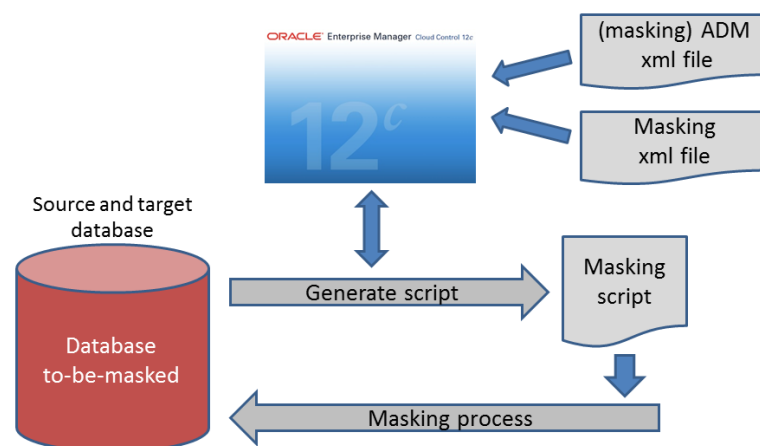 ORACLE Enterprise Manager Cloud Control 12c
12c
(masking) ADM
xml file
Masking
xml file
Source and target
database
Database
to-be-masked
Generate script
Masking
script
Masking process